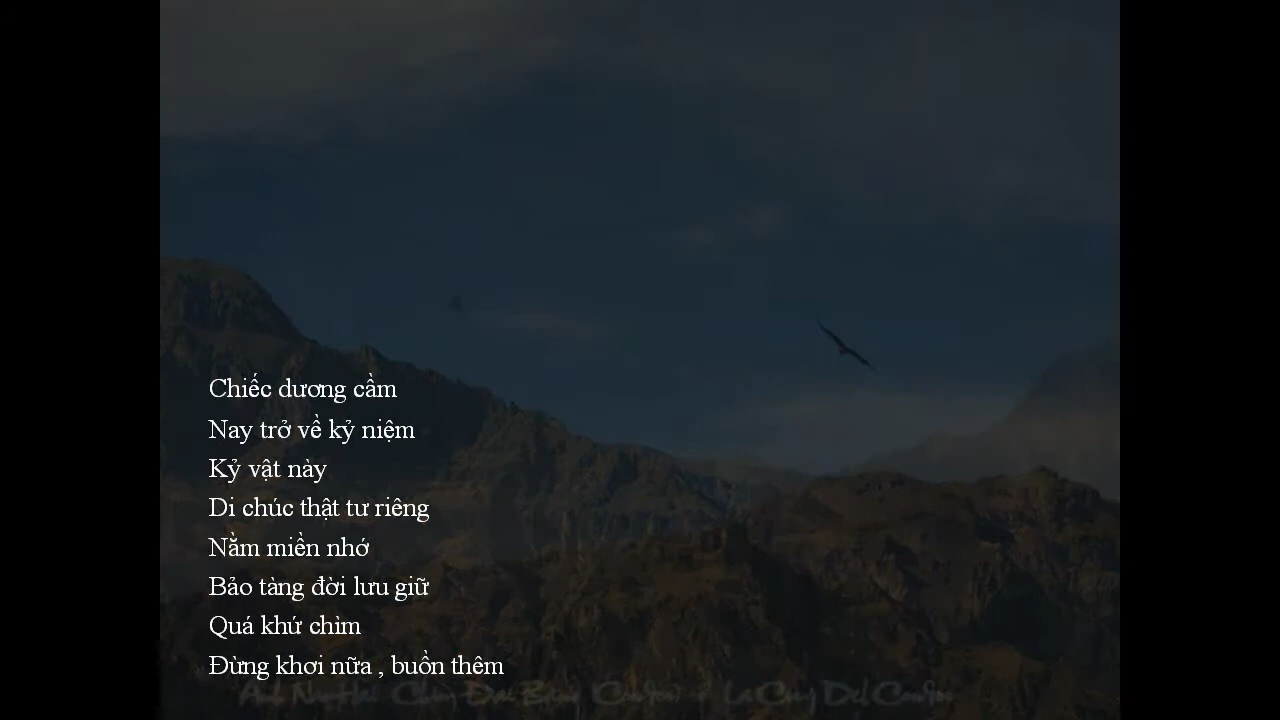 Chiếc dương cầm
Nay trở về kỷ niệm
Kỷ vật này
Di chúc thật tư riêng
Nằm miền nhớ
Bảo tàng đời lưu giữ
Quá khứ chìm
Đừng khơi nữa , buồn thêm